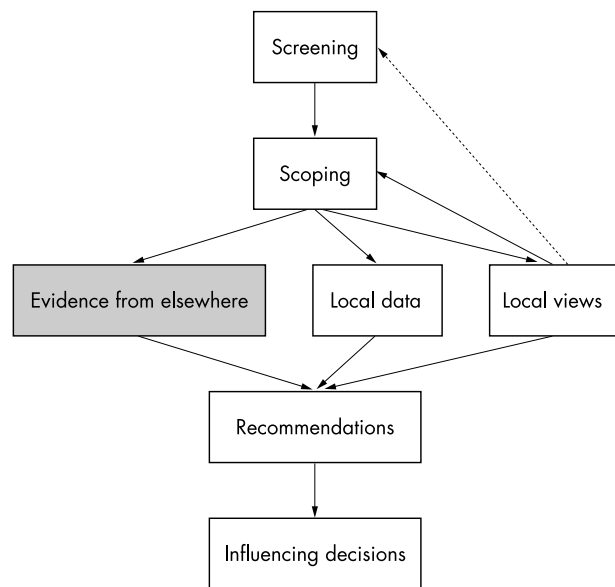 Screening
Scoping
Evidence from elsewhere
Local data
Local views
Recommendations
Influencing decisions